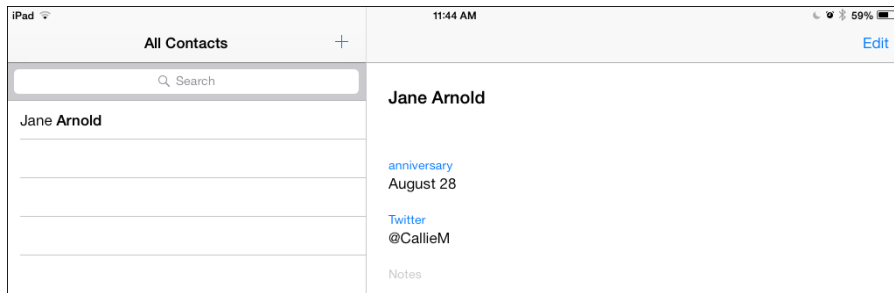 iPad 11:44 AM 59%
All Contacts + Edit
Search
Jane Arnold
Jane Arnold
anniversary
August 28
Twitter
@CallieM
Notes